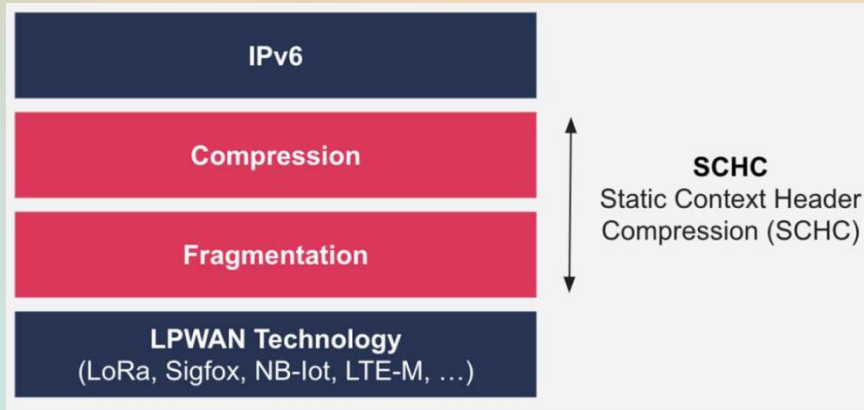 IPv6
Compression
Fragmentation
LPWAN Technology
(LoRa, Sigfox, NB-Iot, LTE-M, ...)
SCHC
Static Context Header
Compression (SCHC)